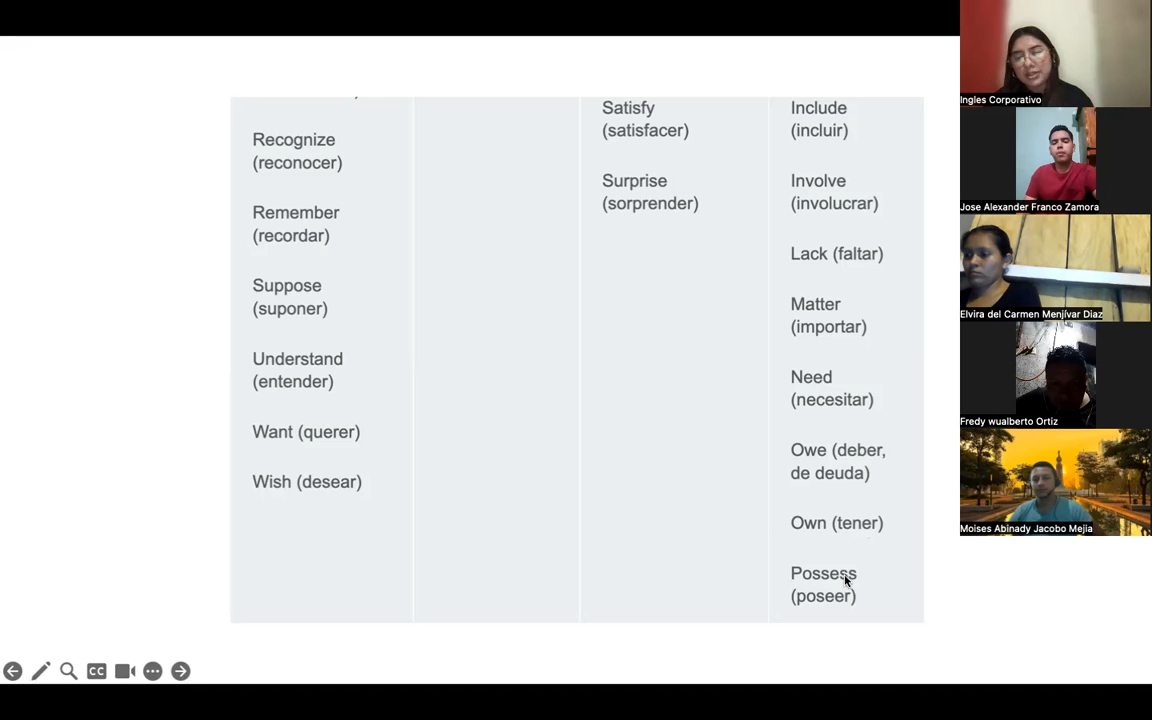 Recognize
(reconocer)
Remember
(recordar)
Suppose
(suponer)
Understand
(entender)
Want (querer)
Wish (desear)
Satisfy
(satisfacer)
Surprise
(sorprender)
Include
(incluir)
Involve
(involucrar)
Lack (faltar)
Matter
(importar)
Need
(necesitar)
Owe (deber,
de deuda)
Own (tener)
Possess
(poseer)
CC
Ingles Corporativo
Jose Alexander Franco Zamora
Elvira del Carmen Menjívar Diaz
Fredy wualberto Ortiz
Moises Abinady Jacobo Mejia